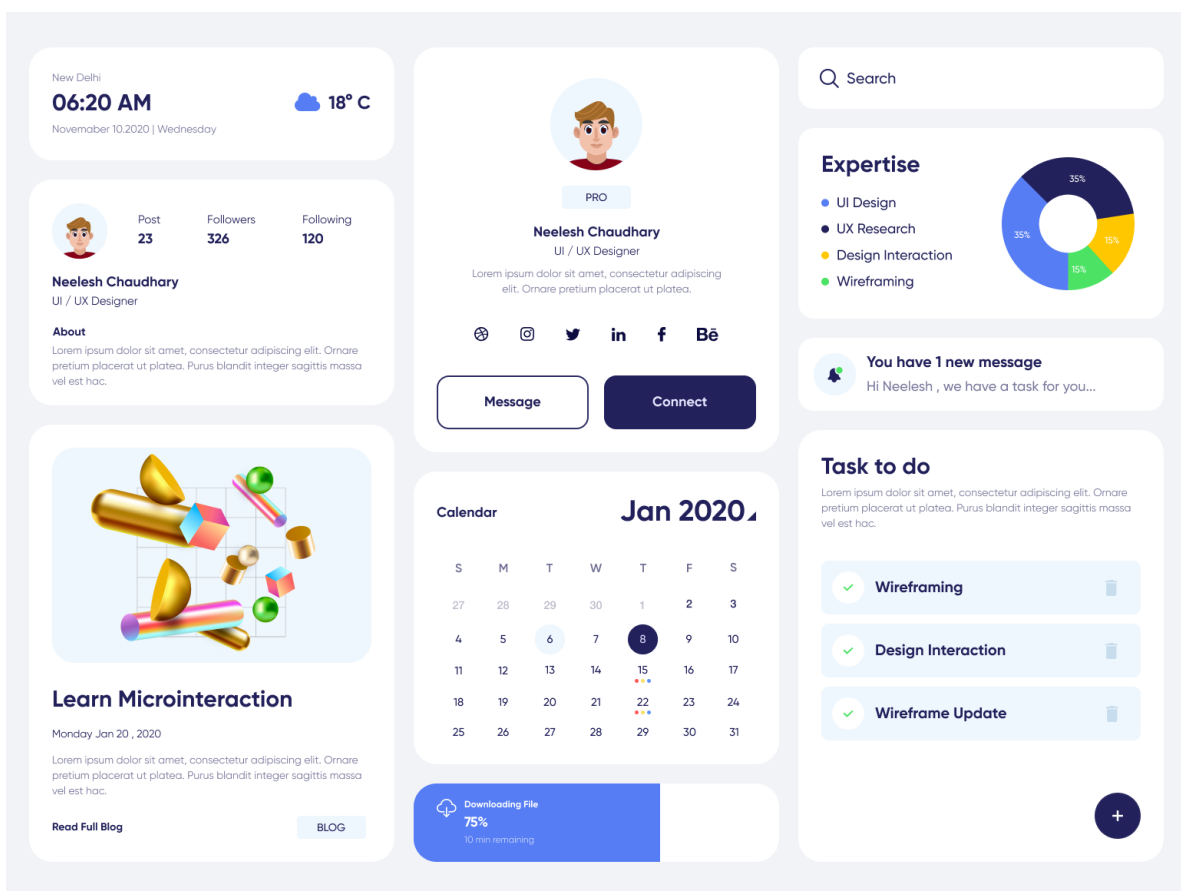 New Delhi
06:20 AM
18° C
Novemaber 10.2020 | Wednesday
Post
Followers
Following
23
326
120
Neelesh Chaudhary
UI / UX Designer
About
Lorem ipsum dolor sit amet, consectetur adipiscing elit. Ornare
pretium placerat ut platea. Purus blandit integer sagittis massa
vel est hac.
Learn Microinteraction
Monday Jan 20 , 2020
Lorem ipsum dolor sit amet, consectetur adipiscing elit. Ornare
pretium placerat ut platea. Purus blandit integer sagittis massa
vel est hac.
Read Full Blog
BLOG
PRO
Neelesh Chaudhary
UI / UX Designer
Lorem ipsum dolor sit amet, consectetur adipiscing
elit. Ornare pretium placerat ut platea.
in f Bē
Message
Connect
Calendar
Jan 2020
S M T W T F S
27 28 29 30 1 2 3
4 5 6 7 8 9 10
11 12 13 14 15 16 17
18 19 20 21 22 23 24
25 26 27 28 29 30 31
Downloading File
75%
10 min remaining
Search
Expertise
UI Design
UX Research
Design Interaction
Wireframing
35%
35%
15%
15%
You have 1 new message
Hi Neelesh , we have a task for you...
Task to do
Lorem ipsum dolor sit amet, consectetur adipiscing elit. Ornare
pretium placerat ut platea. Purus blandit integer sagittis massa
vel est hac.
Wireframing
Design Interaction
Wireframe Update
+